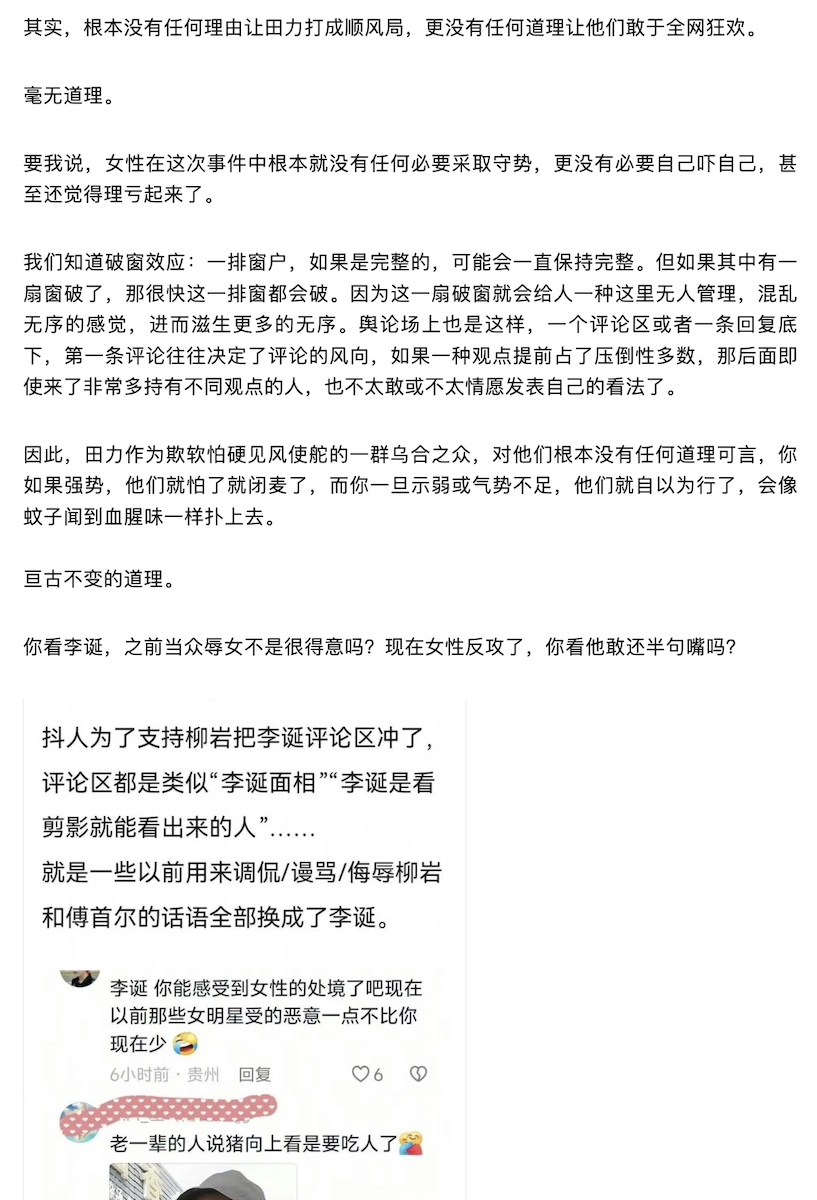 其实，根本没有任何理由让田力打成顺风局，更没有任何道理让他们敢于全网狂欢。
毫无道理。
要我说，女性在这次事件中根本就没有任何必要采取守势，更没有必要自己吓自己，甚
至还觉得理亏起来了。
我们知道破窗效应：一排窗户，如果是完整的，可能会一直保持完整。但如果其中有一
扇窗破了，那很快这一排窗都会破。因为这一扇破窗就会给人一种这里无人管理，混乱
无序的感觉，进而滋生更多的无序。舆论场上也是这样，一个评论区或者一条回复底
下，第一条评论往往决定了评论的风向，如果一种观点提前占了压倒性多数，那后面即
使来了非常多持有不同观点的人，也不太敢或不太情愿发表自己的看法了。
因此，田力作为欺软怕硬见风使舵的一群乌合之众，对他们根本没有任何道理可言，你
如果强势，他们就怕了就闭麦了，而你一旦示弱或气势不足，他们就自以为行了，会像
蚊子闻到血腥味一样扑上去。
亘古不变的道理。
你看李诞，之前当众辱女不是很得意吗？现在女性反攻了，你看他敢还半句嘴吗？
抖人为了支持柳岩把李诞评论区冲了，
评论区都是类似“李诞面相”“李诞是看
剪影就能看出来的人”……
就是一些以前用来调侃/谩骂/侮辱柳岩
和傅首尔的话语全部换成了李诞。
李诞 你能感受到女性的处境了吧现在
以前那些女明星受的恶意一点不比你
现在少🤣
6小时前 · 贵州 回复 6
老一辈的人说猪向上看是要吃人了